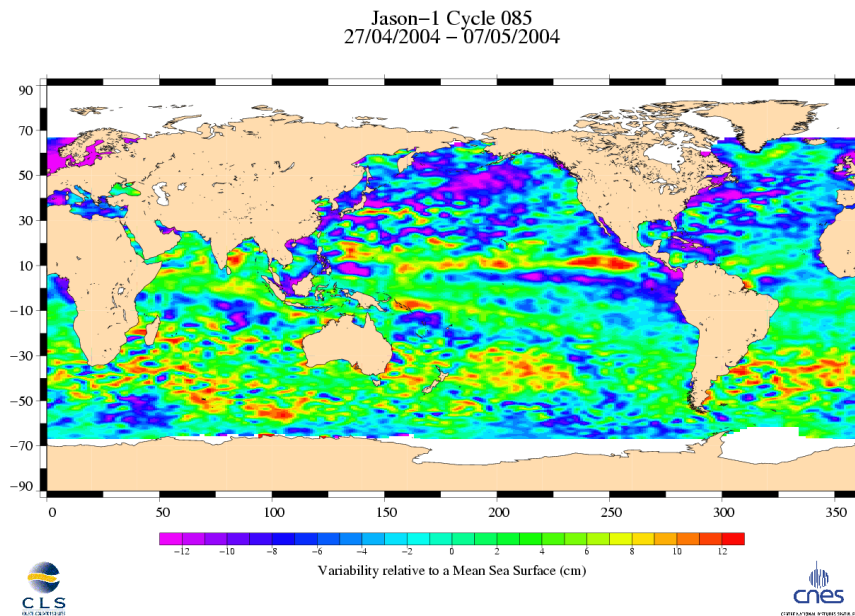 Jason-1 Cycle 085
27/04/2004 - 07/05/2004
90
70
50
30
10
-10
-30
-50
-70
-90
0 50 100 150 200 250 300 350
-12 -10 -8 -6 -4 -2 0 2 4 6 8 10 12
Variability relative to a Mean Sea Surface (cm)
CLS
cnes